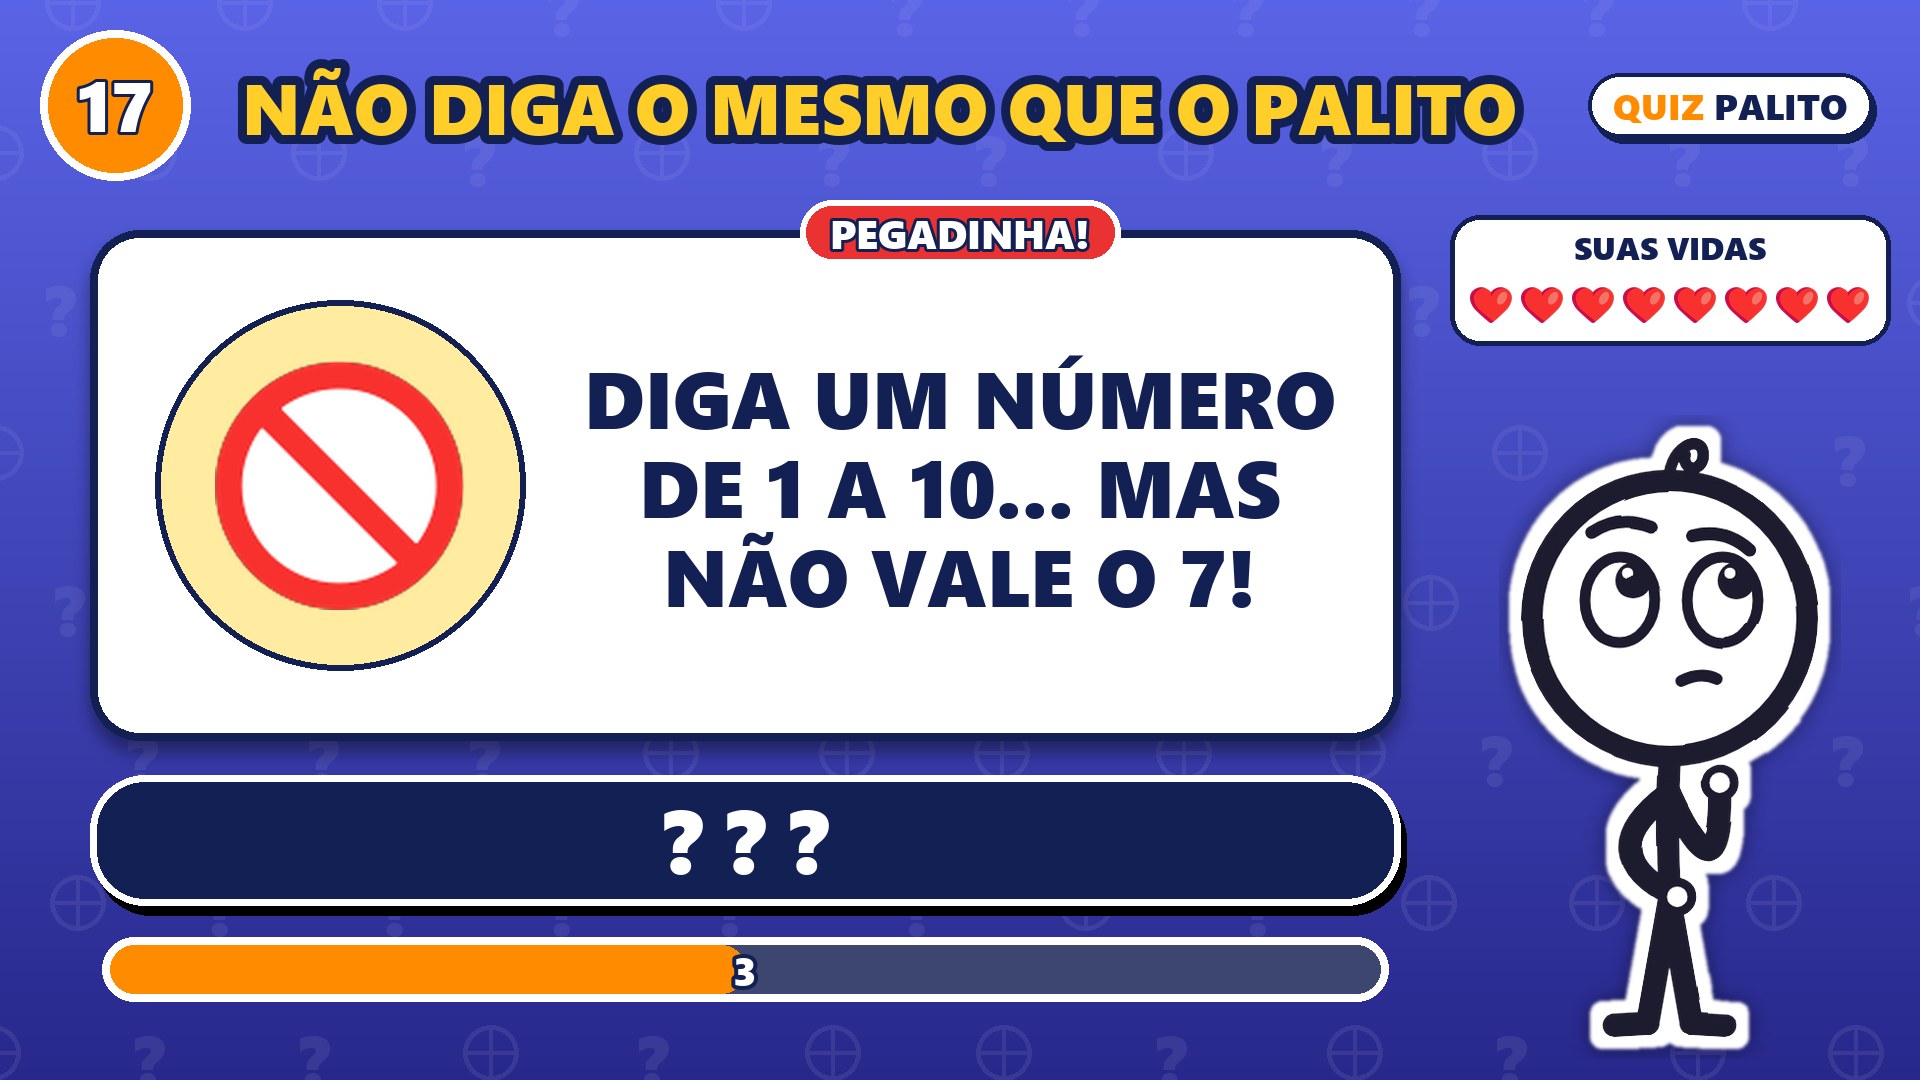 17
NÃO DIGA O MESMO QUE O PALITO
QUIZ PALITO
PEGADINHA!
SUAS VIDAS
DIGA UM NÚMERO
DE 1 A 10... MAS
NÃO VALE O 7!
???
3